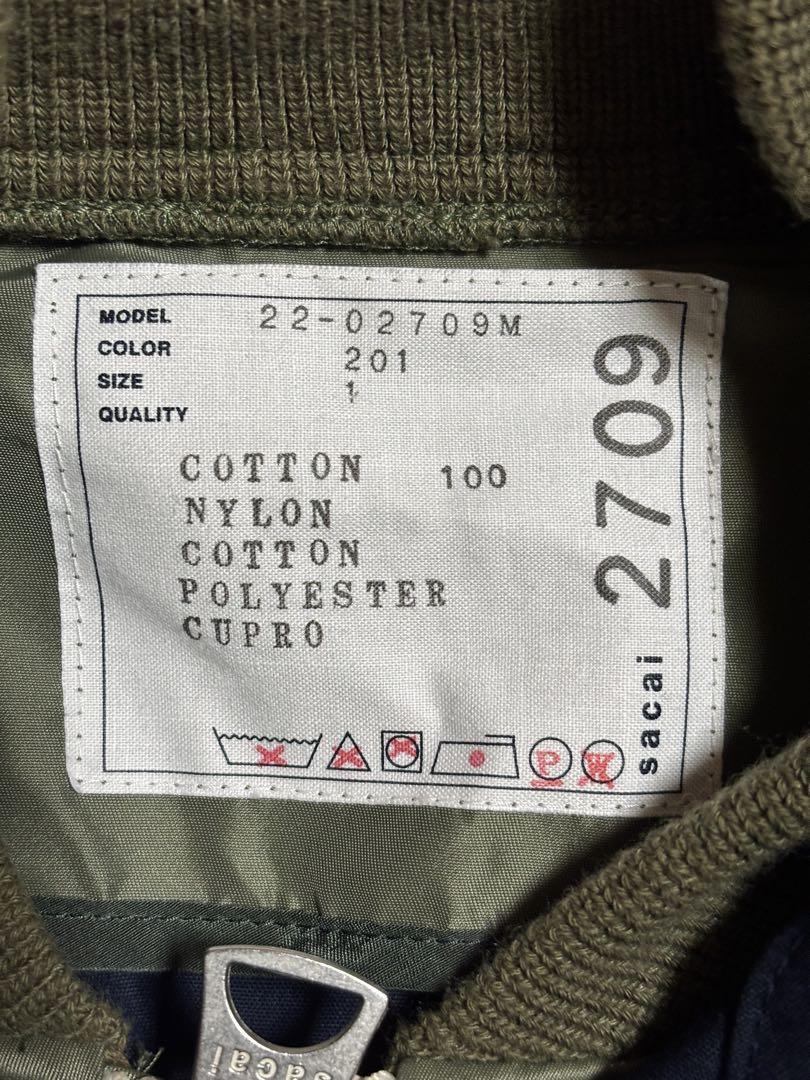 MODEL 22-02709M
COLOR 201
SIZE 1
QUALITY
COTTON 100
NYLON
COTTON
POLYESTER
CUPRO
P W
sacai 2709
sacai